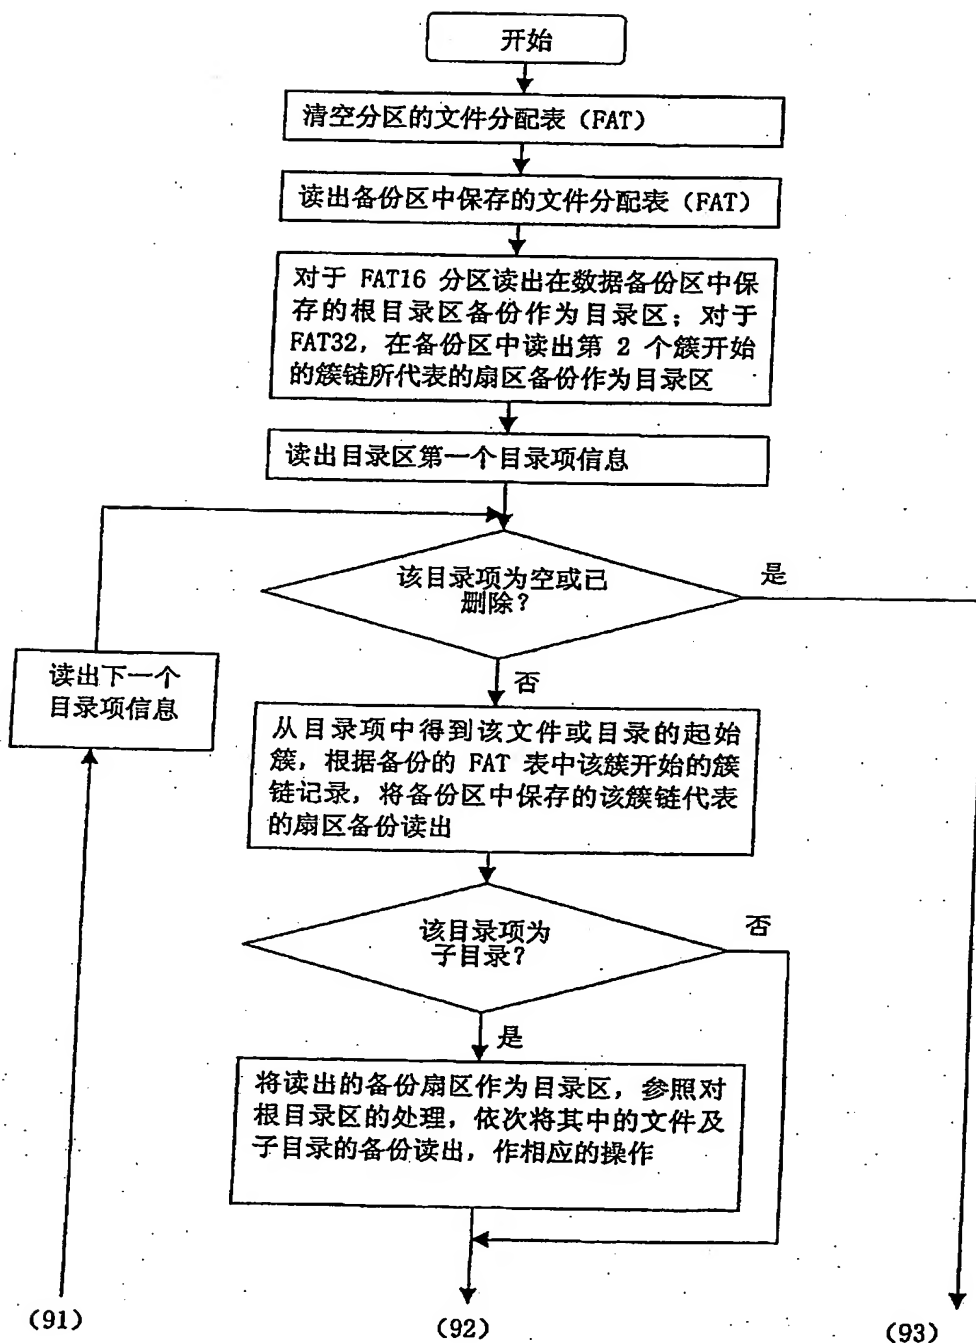 开始
清空分区的文件分配表（FAT）
读出备份区中保存的文件分配表（FAT）
对于 FAT16 分区读出在数据备份区中保
存的根目录区备份作为目录区；对于
FAT32，在备份区中读出第 2 个簇开始
的簇链所代表的扇区备份作为目录区
读出目录区第一个目录项信息
该目录项为空或已
删除？
是
读出下一个
目录项信息
否
从目录项中得到该文件或目录的起始
簇，根据备份的 FAT 表中该簇开始的簇
链记录，将备份区中保存的该簇链代表
的扇区备份读出
该目录项为
子目录？
否
是
将读出的备份扇区作为目录区，参照对
根目录区的处理，依次将其中的文件及
子目录的备份读出，作相应的操作
(91)
(92)
(93)